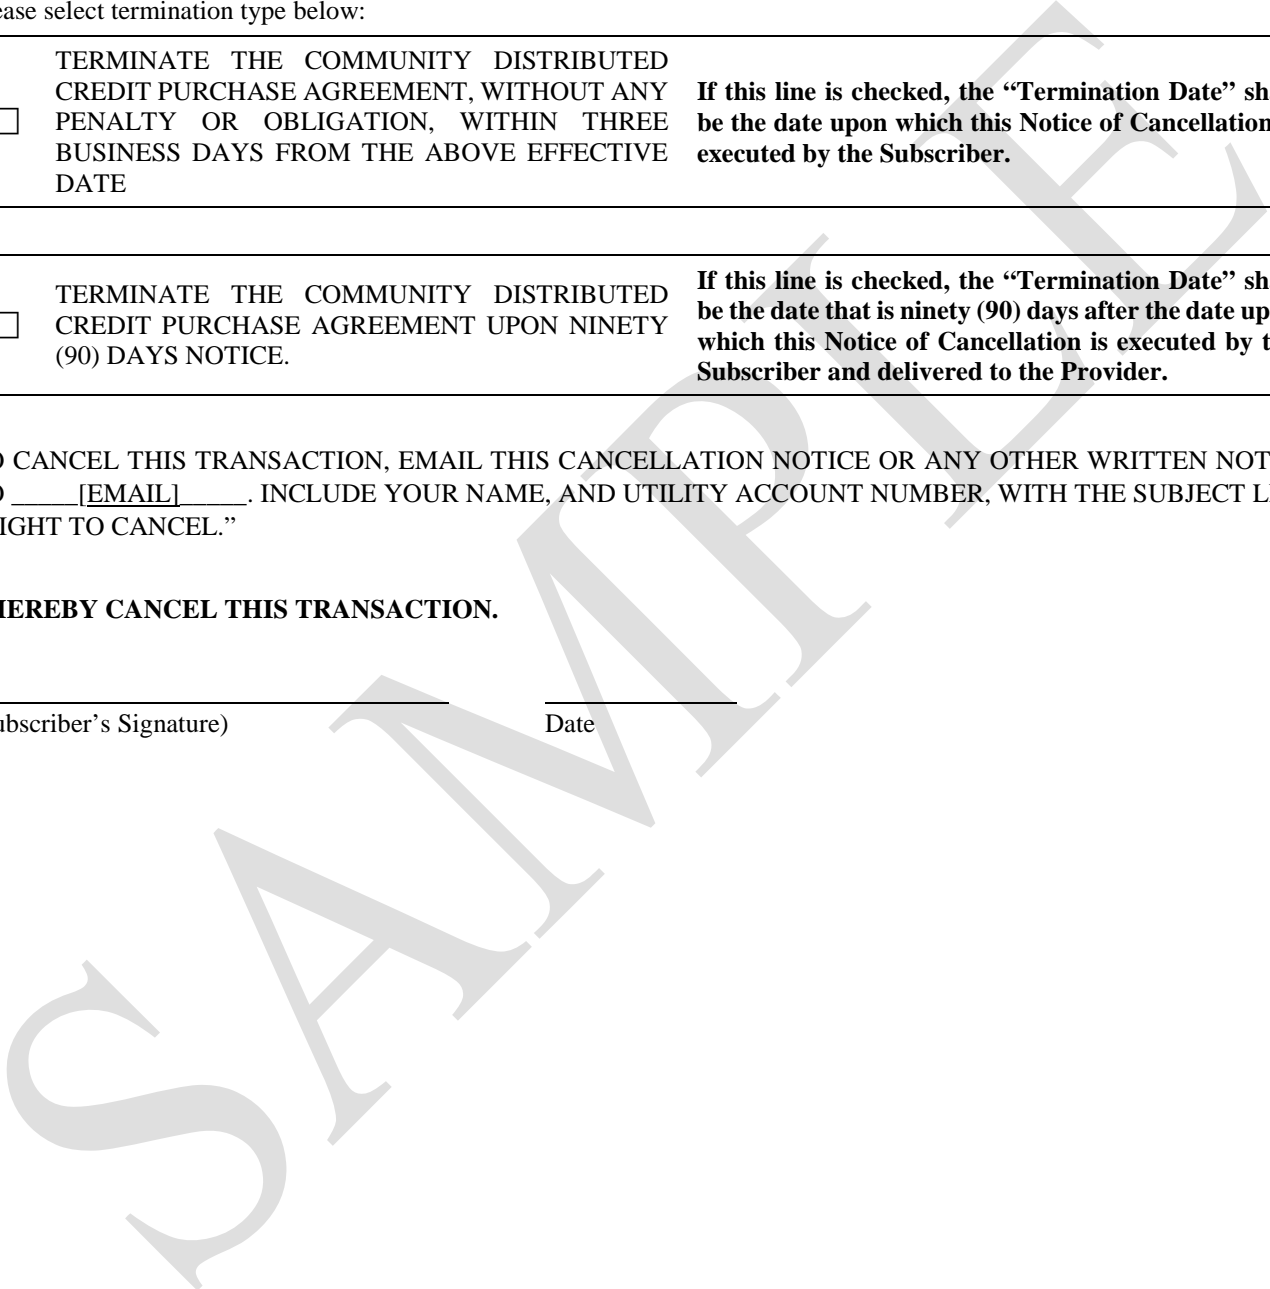 ease select termination type below:
TERMINATE THE COMMUNITY DISTRIBUTED
CREDIT PURCHASE AGREEMENT, WITHOUT ANY
PENALTY OR OBLIGATION, WITHIN THREE
BUSINESS DAYS FROM THE ABOVE EFFECTIVE
DATE
If this line is checked, the “Termination Date” sh
be the date upon which this Notice of Cancellation
executed by the Subscriber.
TERMINATE THE COMMUNITY DISTRIBUTED
CREDIT PURCHASE AGREEMENT UPON NINETY
(90) DAYS NOTICE.
If this line is checked, the “Termination Date” sh
be the date that is ninety (90) days after the date up
which this Notice of Cancellation is executed by t
Subscriber and delivered to the Provider.
O CANCEL THIS TRANSACTION, EMAIL THIS CANCELLATION NOTICE OR ANY OTHER WRITTEN NOT
O _____[EMAIL]_____. INCLUDE YOUR NAME, AND UTILITY ACCOUNT NUMBER, WITH THE SUBJECT LI
IGHT TO CANCEL.”
HEREBY CANCEL THIS TRANSACTION.
ubscriber’s Signature)
Date
SAMPLE